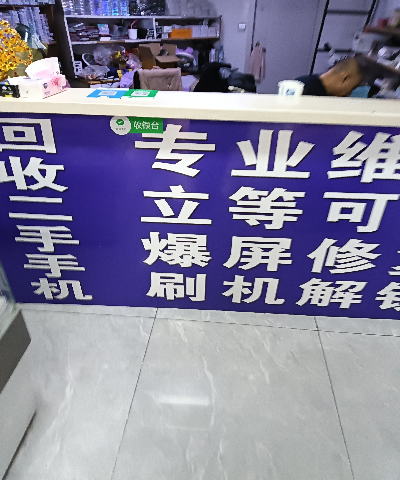 收银台
回收二手手机
专业维
立等可
爆屏修
刷机解锁